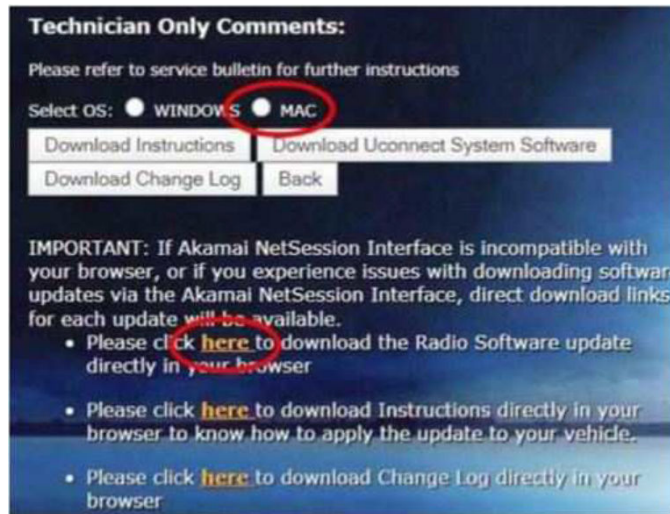 Technician Only Comments:
Please refer to service bulletin for further instructions
Select OS: WINDOWS MAC
Download Instructions Download Uconnect System Software
Download Change Log Back
IMPORTANT: If Akamai NetSession Interface is incompatible with
your browser, or if you experience issues with downloading softwar
updates via the Akamai NetSession Interface, direct download links
for each update will be available.
• Please click here to download the Radio Software update
directly in your browser
• Please click here to download Instructions directly in your
browser to know how to apply the update to your vehicle.
• Please click here to download Change Log directly in your
browser